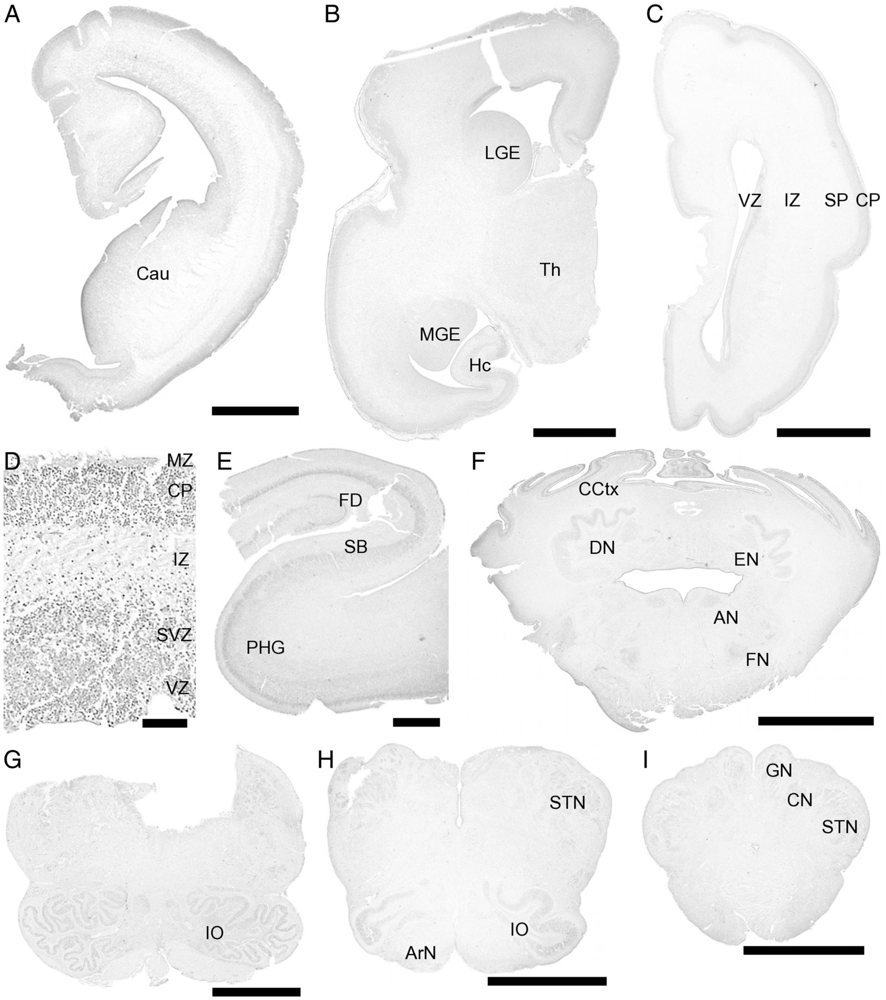 A
B
C
LGE
VZ IZ SP CP
Cau
Th
MGE
Hc
D
MZ
CP
IZ
SVZ
VZ
E
FD
SB
PHG
F
CCtx
DN
EN
AN
FN
G
IO
H
STN
IO
ArN
I
GN
CN
STN